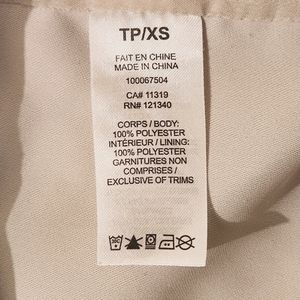 TP/XS
FAIT EN CHINE
MADE IN CHINA
100067504
CA# 11319
RN# 121340
CORPS / BODY:
100% POLYESTER
INTÉRIEUR / LINING:
100% POLYESTER
GARNITURES NON
COMPRISES /
EXCLUSIVE OF TRIMS